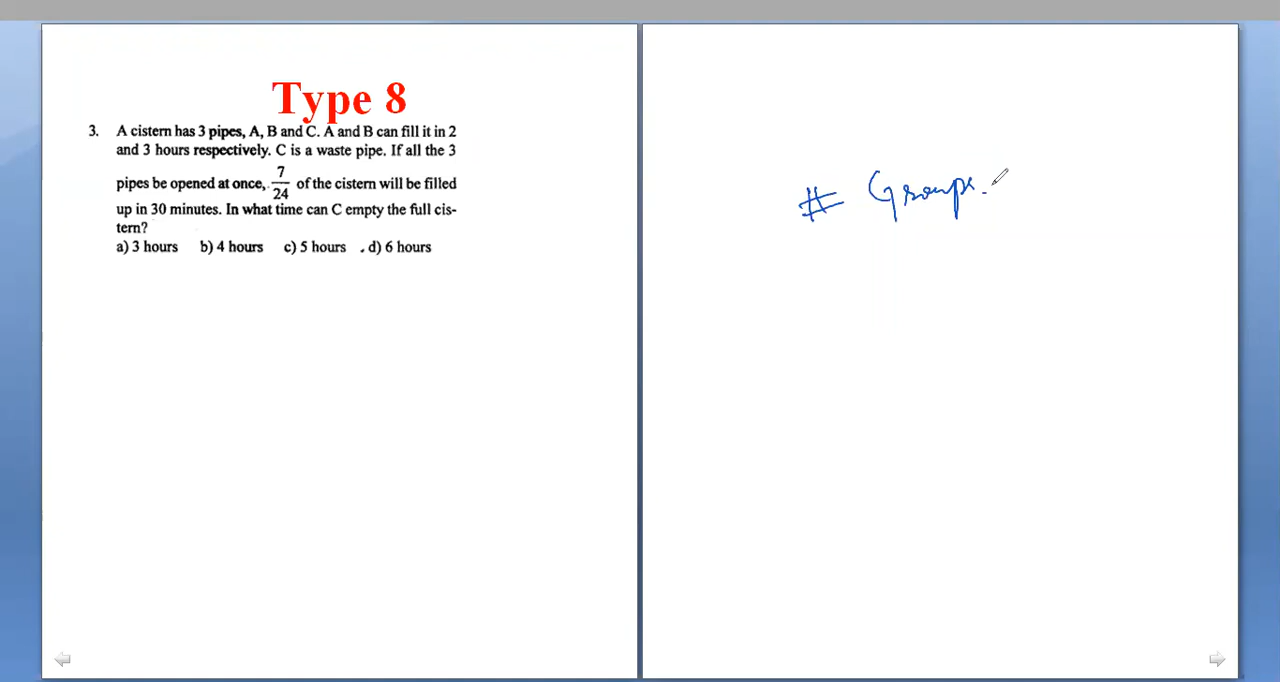 Type 8
3. A cistern has 3 pipes, A, B and C. A and B can fill it in 2
and 3 hours respectively. C is a waste pipe. If all the 3
pipes be opened at once, 7/24 of the cistern will be filled
up in 30 minutes. In what time can C empty the full cis-
tern?
a) 3 hours b) 4 hours c) 5 hours . d) 6 hours
# Groups.